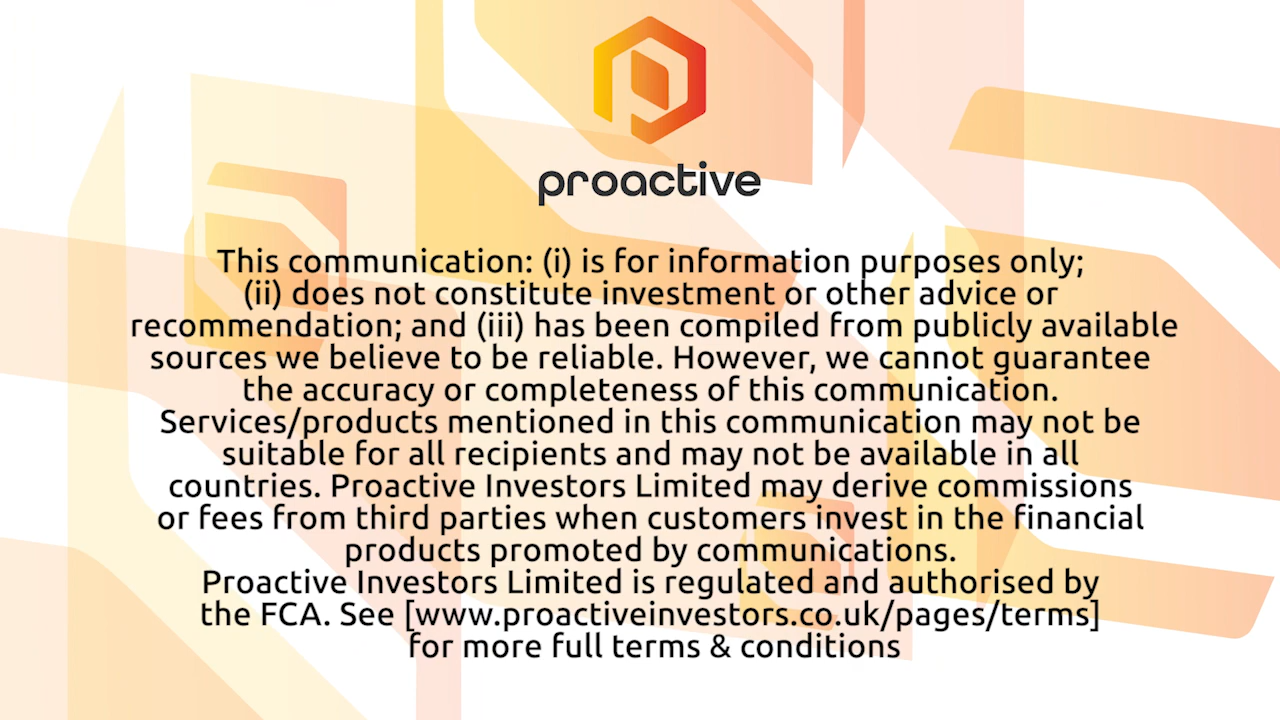 proactive
This communication: (i) is for information purposes only;
(ii) does not constitute investment or other advice or
recommendation; and (iii) has been compiled from publicly available
sources we believe to be reliable. However, we cannot guarantee
the accuracy or completeness of this communication.
Services/products mentioned in this communication may not be
suitable for all recipients and may not be available in all
countries. Proactive Investors Limited may derive commissions
or fees from third parties when customers invest in the financial
products promoted by communications.
Proactive Investors Limited is regulated and authorised by
the FCA. See [www.proactiveinvestors.co.uk/pages/terms]
for more full terms & conditions